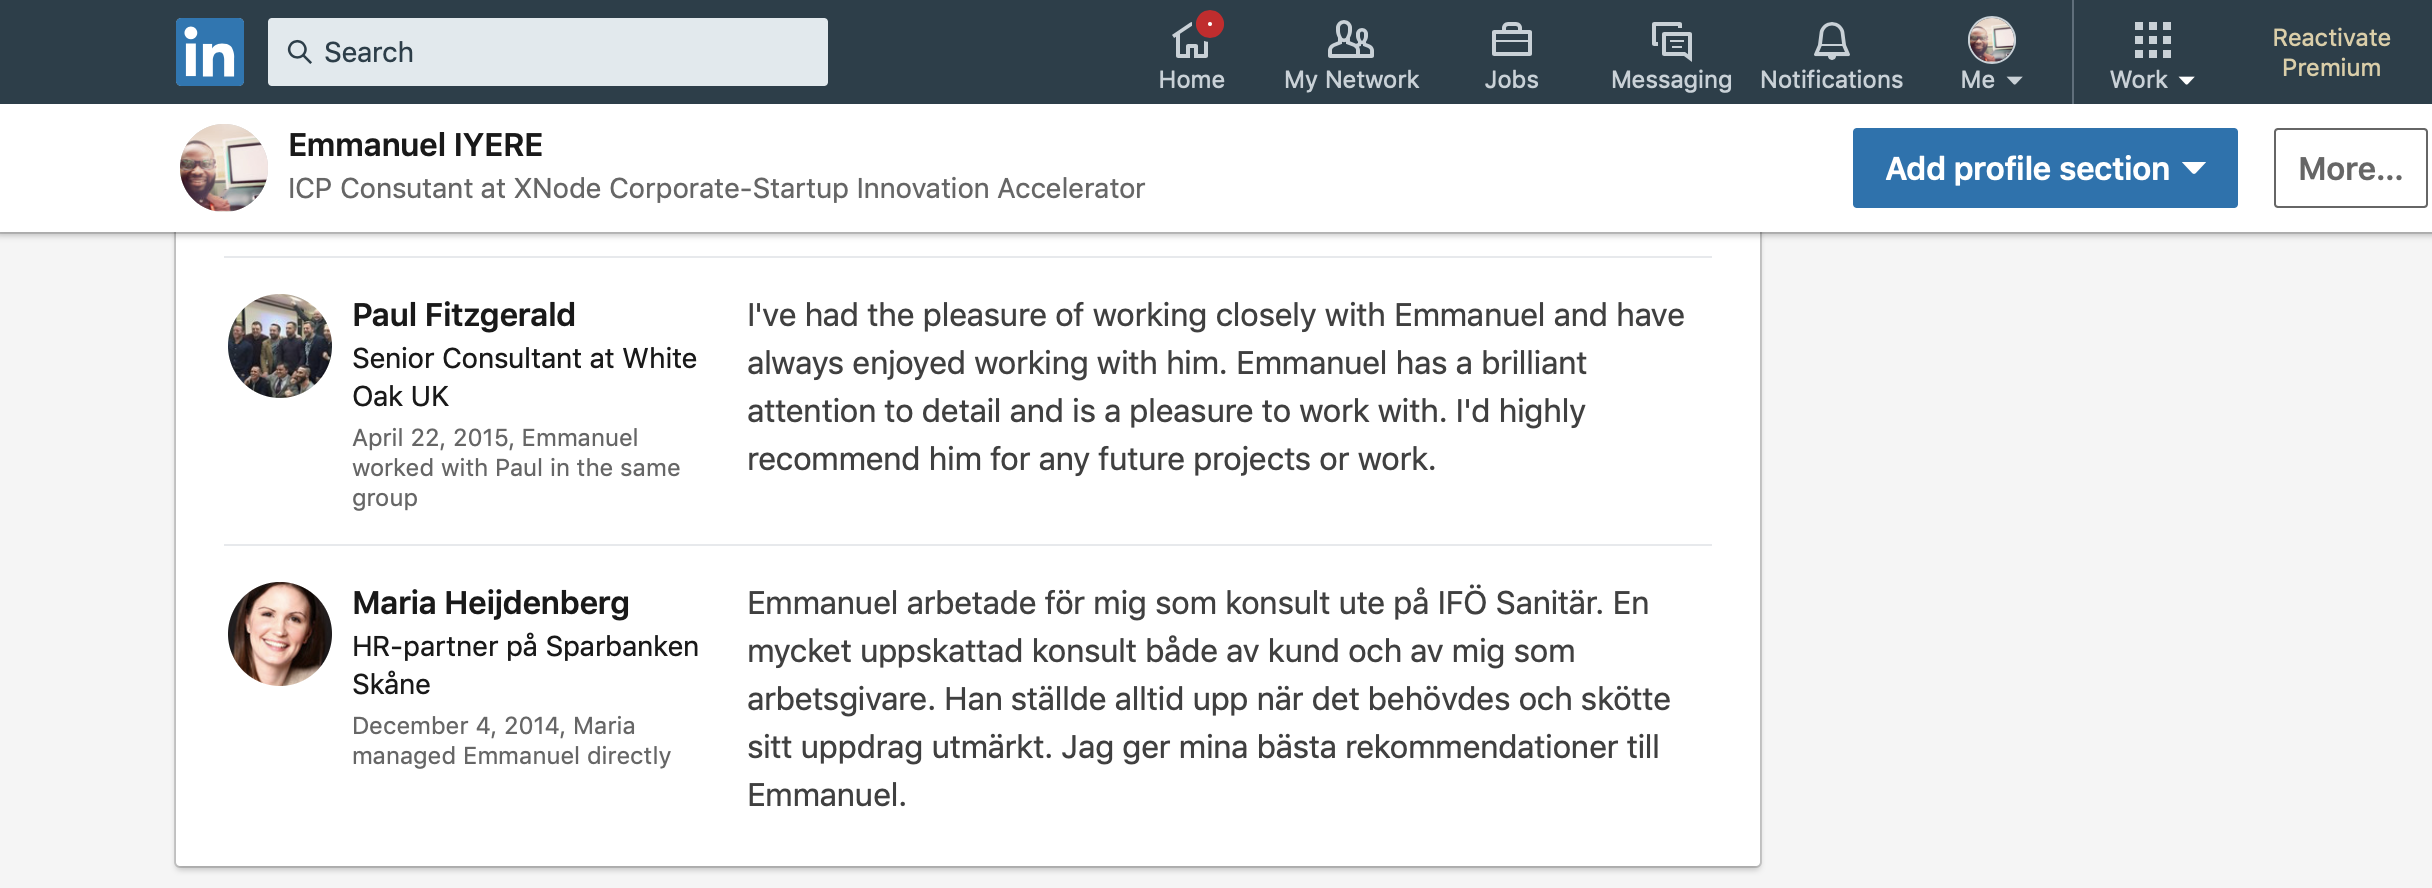 in
Search
Home
My Network
Jobs
Messaging
Notifications
Me
Work
Reactivate
Premium
Emmanuel IYERE
ICP Consutant at XNode Corporate-Startup Innovation Accelerator
Add profile section
More...
Paul Fitzgerald
Senior Consultant at White
Oak UK
April 22, 2015, Emmanuel
worked with Paul in the same
group
I've had the pleasure of working closely with Emmanuel and have
always enjoyed working with him. Emmanuel has a brilliant
attention to detail and is a pleasure to work with. I'd highly
recommend him for any future projects or work.
Maria Heijdenberg
HR-partner på Sparbanken
Skåne
December 4, 2014, Maria
managed Emmanuel directly
Emmanuel arbetade för mig som konsult ute på IFÖ Sanitär. En
mycket uppskattad konsult både av kund och av mig som
arbetsgivare. Han ställde alltid upp när det behövdes och skötte
sitt uppdrag utmärkt. Jag ger mina bästa rekommendationer till
Emmanuel.